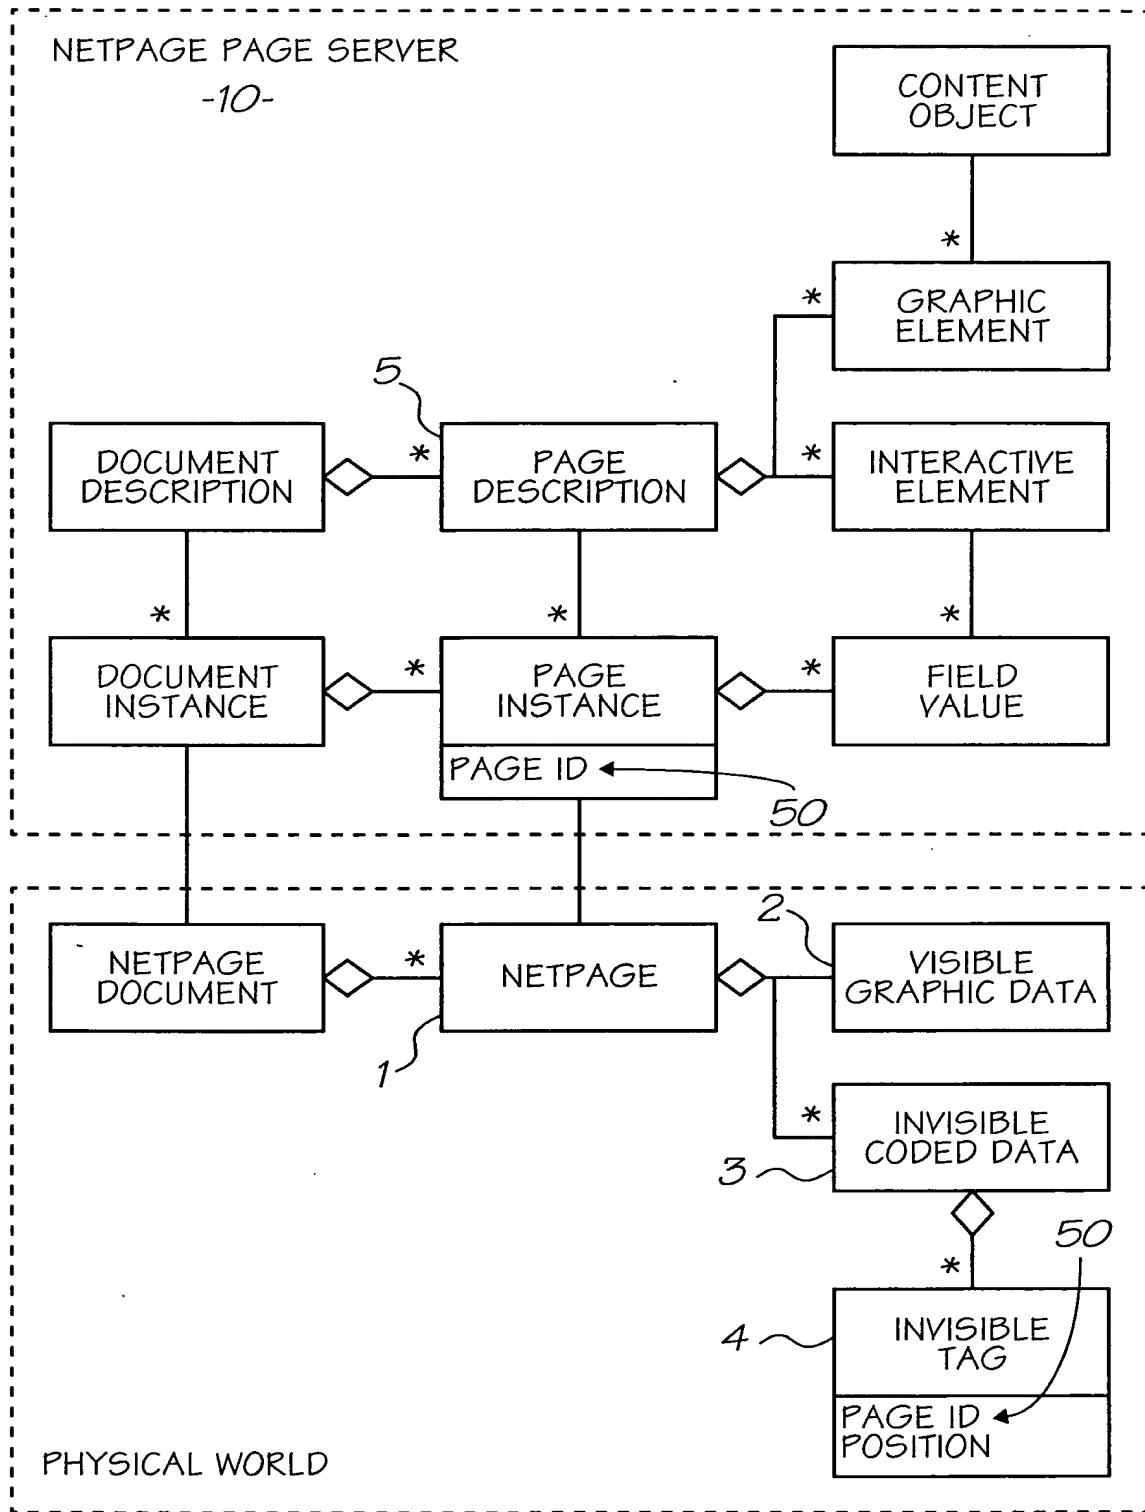 NETPAGE PAGE SERVER
-10-
CONTENT
OBJECT
*
*
GRAPHIC
ELEMENT
5
DOCUMENT
DESCRIPTION
*
PAGE
DESCRIPTION
*
INTERACTIVE
ELEMENT
*
*
*
DOCUMENT
INSTANCE
*
PAGE
INSTANCE
*
FIELD
VALUE
PAGE ID
50
NETPAGE
DOCUMENT
*
NETPAGE
2
VISIBLE
GRAPHIC DATA
1
*
INVISIBLE
CODED DATA
3
50
*
4
INVISIBLE
TAG
PAGE ID
POSITION
PHYSICAL WORLD